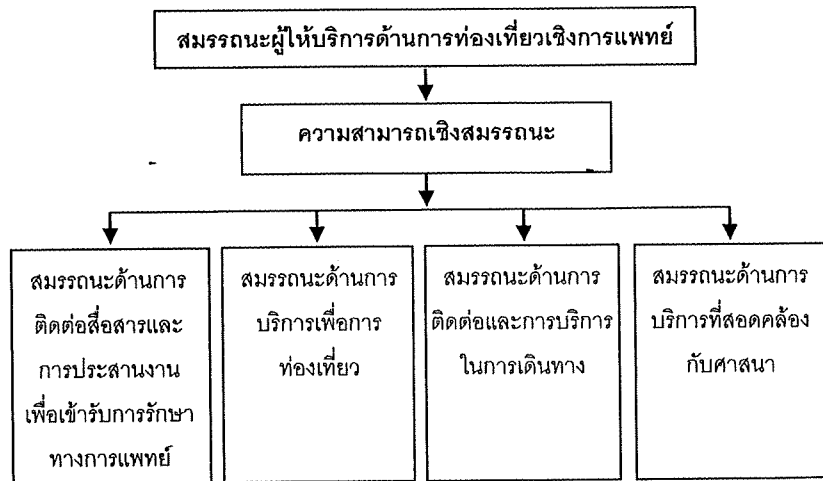 สมรรถนะผู้ให้บริการด้านการท่องเที่ยวเชิงการแพทย์
ความสามารถเชิงสมรรถนะ
สมรรถนะด้านการ
ติดต่อสื่อสารและ
การประสานงาน
เพื่อเข้ารับการรักษา
ทางการแพทย์
สมรรถนะด้านการ
บริการเพื่อการ
ท่องเที่ยว
สมรรถนะด้านการ
ติดต่อและการบริการ
ในการเดินทาง
สมรรถนะด้านการ
บริการที่สอดคล้อง
กับศาสนา